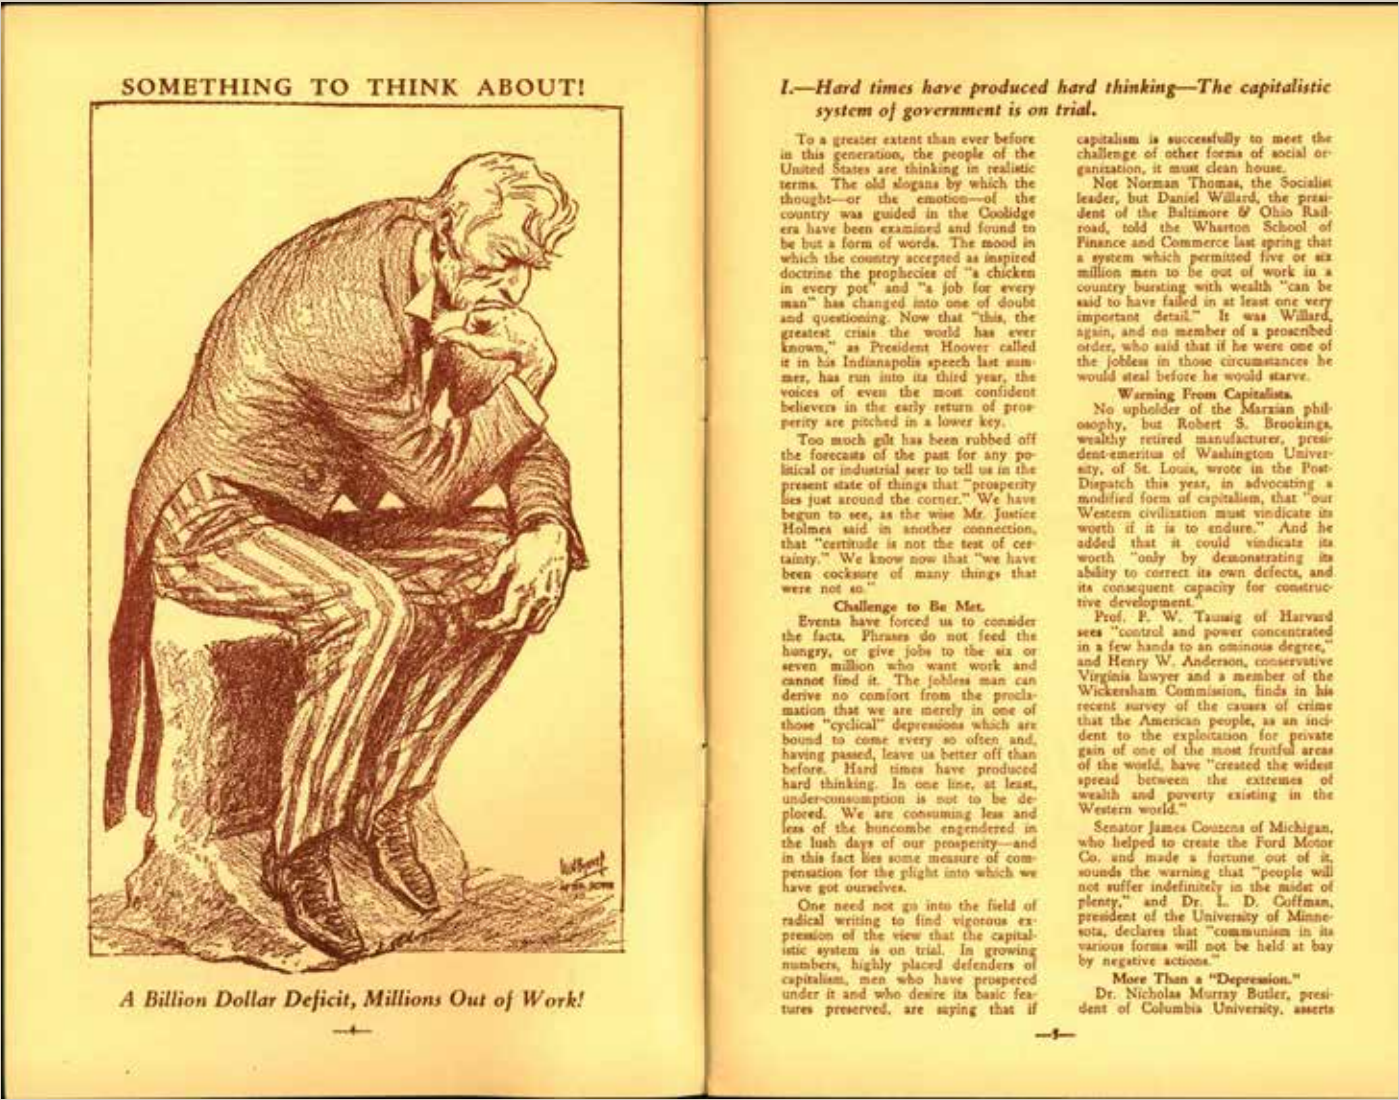 SOMETHING TO THINK ABOUT!
A Billion Dollar Deficit, Millions Out of Work!
—4—
I.—Hard times have produced hard thinking—The capitalistic
system of government is on trial.
To a greater extent than ever before
in this generation, the people of the
United States are thinking in realistic
terms. The old slogans by which the
thought—or the emotion—of the
country was guided in the Coolidge
era have been examined and found to
be but a form of words. The mood in
which the country accepted as inspired
doctrine the prophecies of "a chicken
in every pot" and "a job for every
man" has changed into one of doubt
and questioning. Now that "this, the
greatest crisis the world has ever
known," as President Hoover called
it in his Indianapolis speech last sum-
mer, has run into its third year, the
voices of even the most confident
believers in the early return of pros-
perity are pitched in a lower key.
Too much gilt has been rubbed off
the forecasts of the past for any po-
litical or industrial seer to tell us in the
present state of things that "prosperity
lies just around the corner." We have
begun to see, as the wise Mr. Justice
Holmes said in another connection,
that "certitude is not the test of cer-
tainty." We know now that "we have
been cocksure of many things that
were not so."
Challenge to Be Met.
Events have forced us to consider
the facts. Phrases do not feed the
hungry, or give jobs to the six or
seven million who want work and
cannot find it. The jobless man can
derive no comfort from the procla-
mation that we are merely in one of
those "cyclical" depressions which are
bound to come every so often and,
having passed, leave us better off than
before. Hard times have produced
hard thinking. In one line, at least,
under-consumption is not to be de-
plored. We are consuming less and
less of the buncombe engendered in
the lush days of our prosperity—and
in this fact lies some measure of com-
pensation for the plight into which we
have got ourselves.
One need not go into the field of
radical writing to find vigorous ex-
pression of the view that the capital-
istic system is on trial. In growing
numbers, highly placed defenders of
capitalism, men who have prospered
under it and who desire its basic fea-
tures preserved, are saying that if
capitalism is successfully to meet the
challenge of other forms of social or-
ganization, it must clean house.
Not Norman Thomas, the Socialist
leader, but Daniel Willard, the presi-
dent of the Baltimore & Ohio Rail-
road, told the Wharton School of
Finance and Commerce last spring that
a system which permitted five or six
million men to be out of work in a
country bursting with wealth "can be
said to have failed in at least one very
important detail." It was Willard,
again, and no member of a proscribed
order, who said that if he were one of
the jobless in those circumstances he
would steal before he would starve.
Warning From Capitalists.
No upholder of the Marxian phil-
osophy, but Robert S. Brookings,
wealthy retired manufacturer, presi-
dent-emeritus of Washington Univer-
sity, of St. Louis, wrote in the Post-
Dispatch this year, in advocating a
modified form of capitalism, that "our
Western civilization must vindicate its
worth if it is to endure." And he
added that it could vindicate its
worth "only by demonstrating its
ability to correct its own defects, and
its consequent capacity for construc-
tive development."
Prof. F. W. Taussig of Harvard
sees "control and power concentrated
in a few hands to an ominous degree,"
and Henry W. Anderson, conservative
Virginia lawyer and a member of the
Wickersham Commission, finds in his
recent survey of the causes of crime
that the American people, as an inci-
dent to the exploitation for private
gain of one of the most fruitful areas
of the world, have "created the widest
spread between the extremes of
wealth and poverty existing in the
Western world."
Senator James Couzens of Michigan,
who helped to create the Ford Motor
Co. and made a fortune out of it,
sounds the warning that "people will
not suffer indefinitely in the midst of
plenty," and Dr. L. D. Coffman,
president of the University of Minne-
sota, declares that "communism in its
various forms will not be held at bay
by negative actions."
More Than a "Depression."
Dr. Nicholas Murray Butler, presi-
dent of Columbia University, asserts
—5—